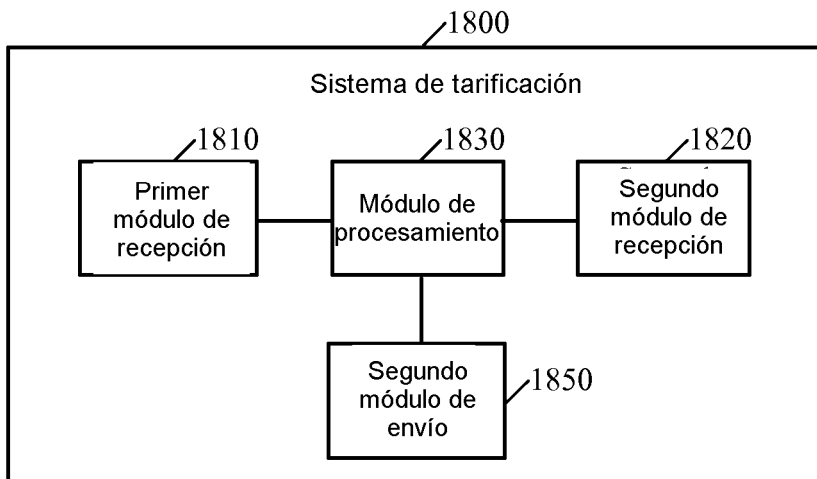 1800
Sistema de tarificación
1810
1830
1820
Primer
módulo de
recepción
Módulo de
procesamiento
Segundo
módulo de
recepción
Segundo
módulo de
envío
1850